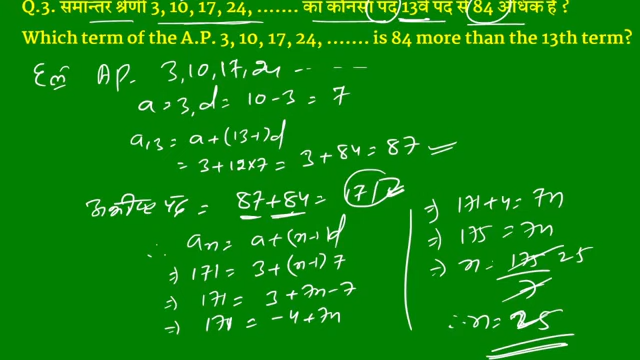 Q.3. समान्तर श्रेणी 3, 10, 17, 24, ....... का कौनसा पद 13वें पद से 84 अधिक है ?
Which term of the A.P. 3, 10, 17, 24, ....... is 84 more than the 13th term?
A.P. 3, 10, 17, 24 ... ...
a = 3, d = 10 - 3 = 7
a13 = a + (13-1)d
= 3 + 12×7 = 3 + 84 = 87
अभीष्ट पद = 87 + 84 = 171
∴ an = a + (n-1)d
⇒ 171 = 3 + (n-1) 7
⇒ 171 = 3 + 7n - 7
⇒ 171 = -4 + 7n
⇒ 171 + 4 = 7n
⇒ 175 = 7n
⇒ n = 175/7 25
∴ n = 25